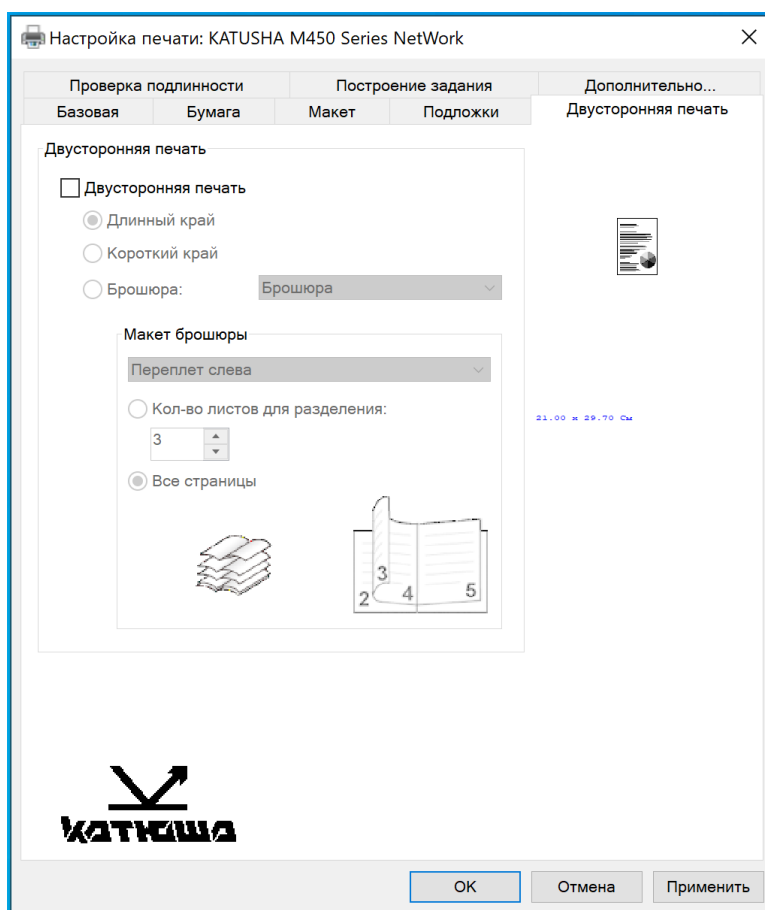 Настройка печати: KATUSHA M450 Series NetWork
Проверка подлинности
Построение задания
Дополнительно...
Базовая
Бумага
Макет
Подложки
Двусторонняя печать
Двусторонняя печать
Двусторонняя печать
Длинный край
Короткий край
Брошюра:
Брошюра
Макет брошюры
Переплет слева
Кол-во листов для разделения:
21.00 x 29.70 См
3
Все страницы
3
2
4
5
катюша
OK
Отмена
Применить